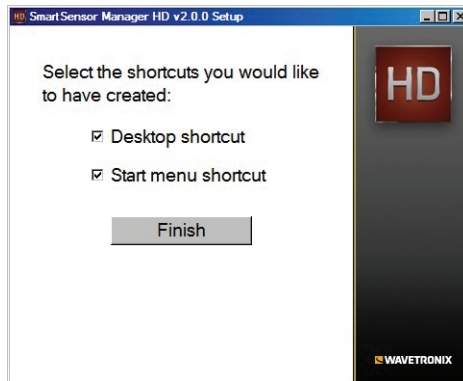 HD SmartSensor Manager HD v2.0.0 Setup
Select the shortcuts you would like
to have created:
Desktop shortcut
Start menu shortcut
Finish
HD
WAVETRONIX